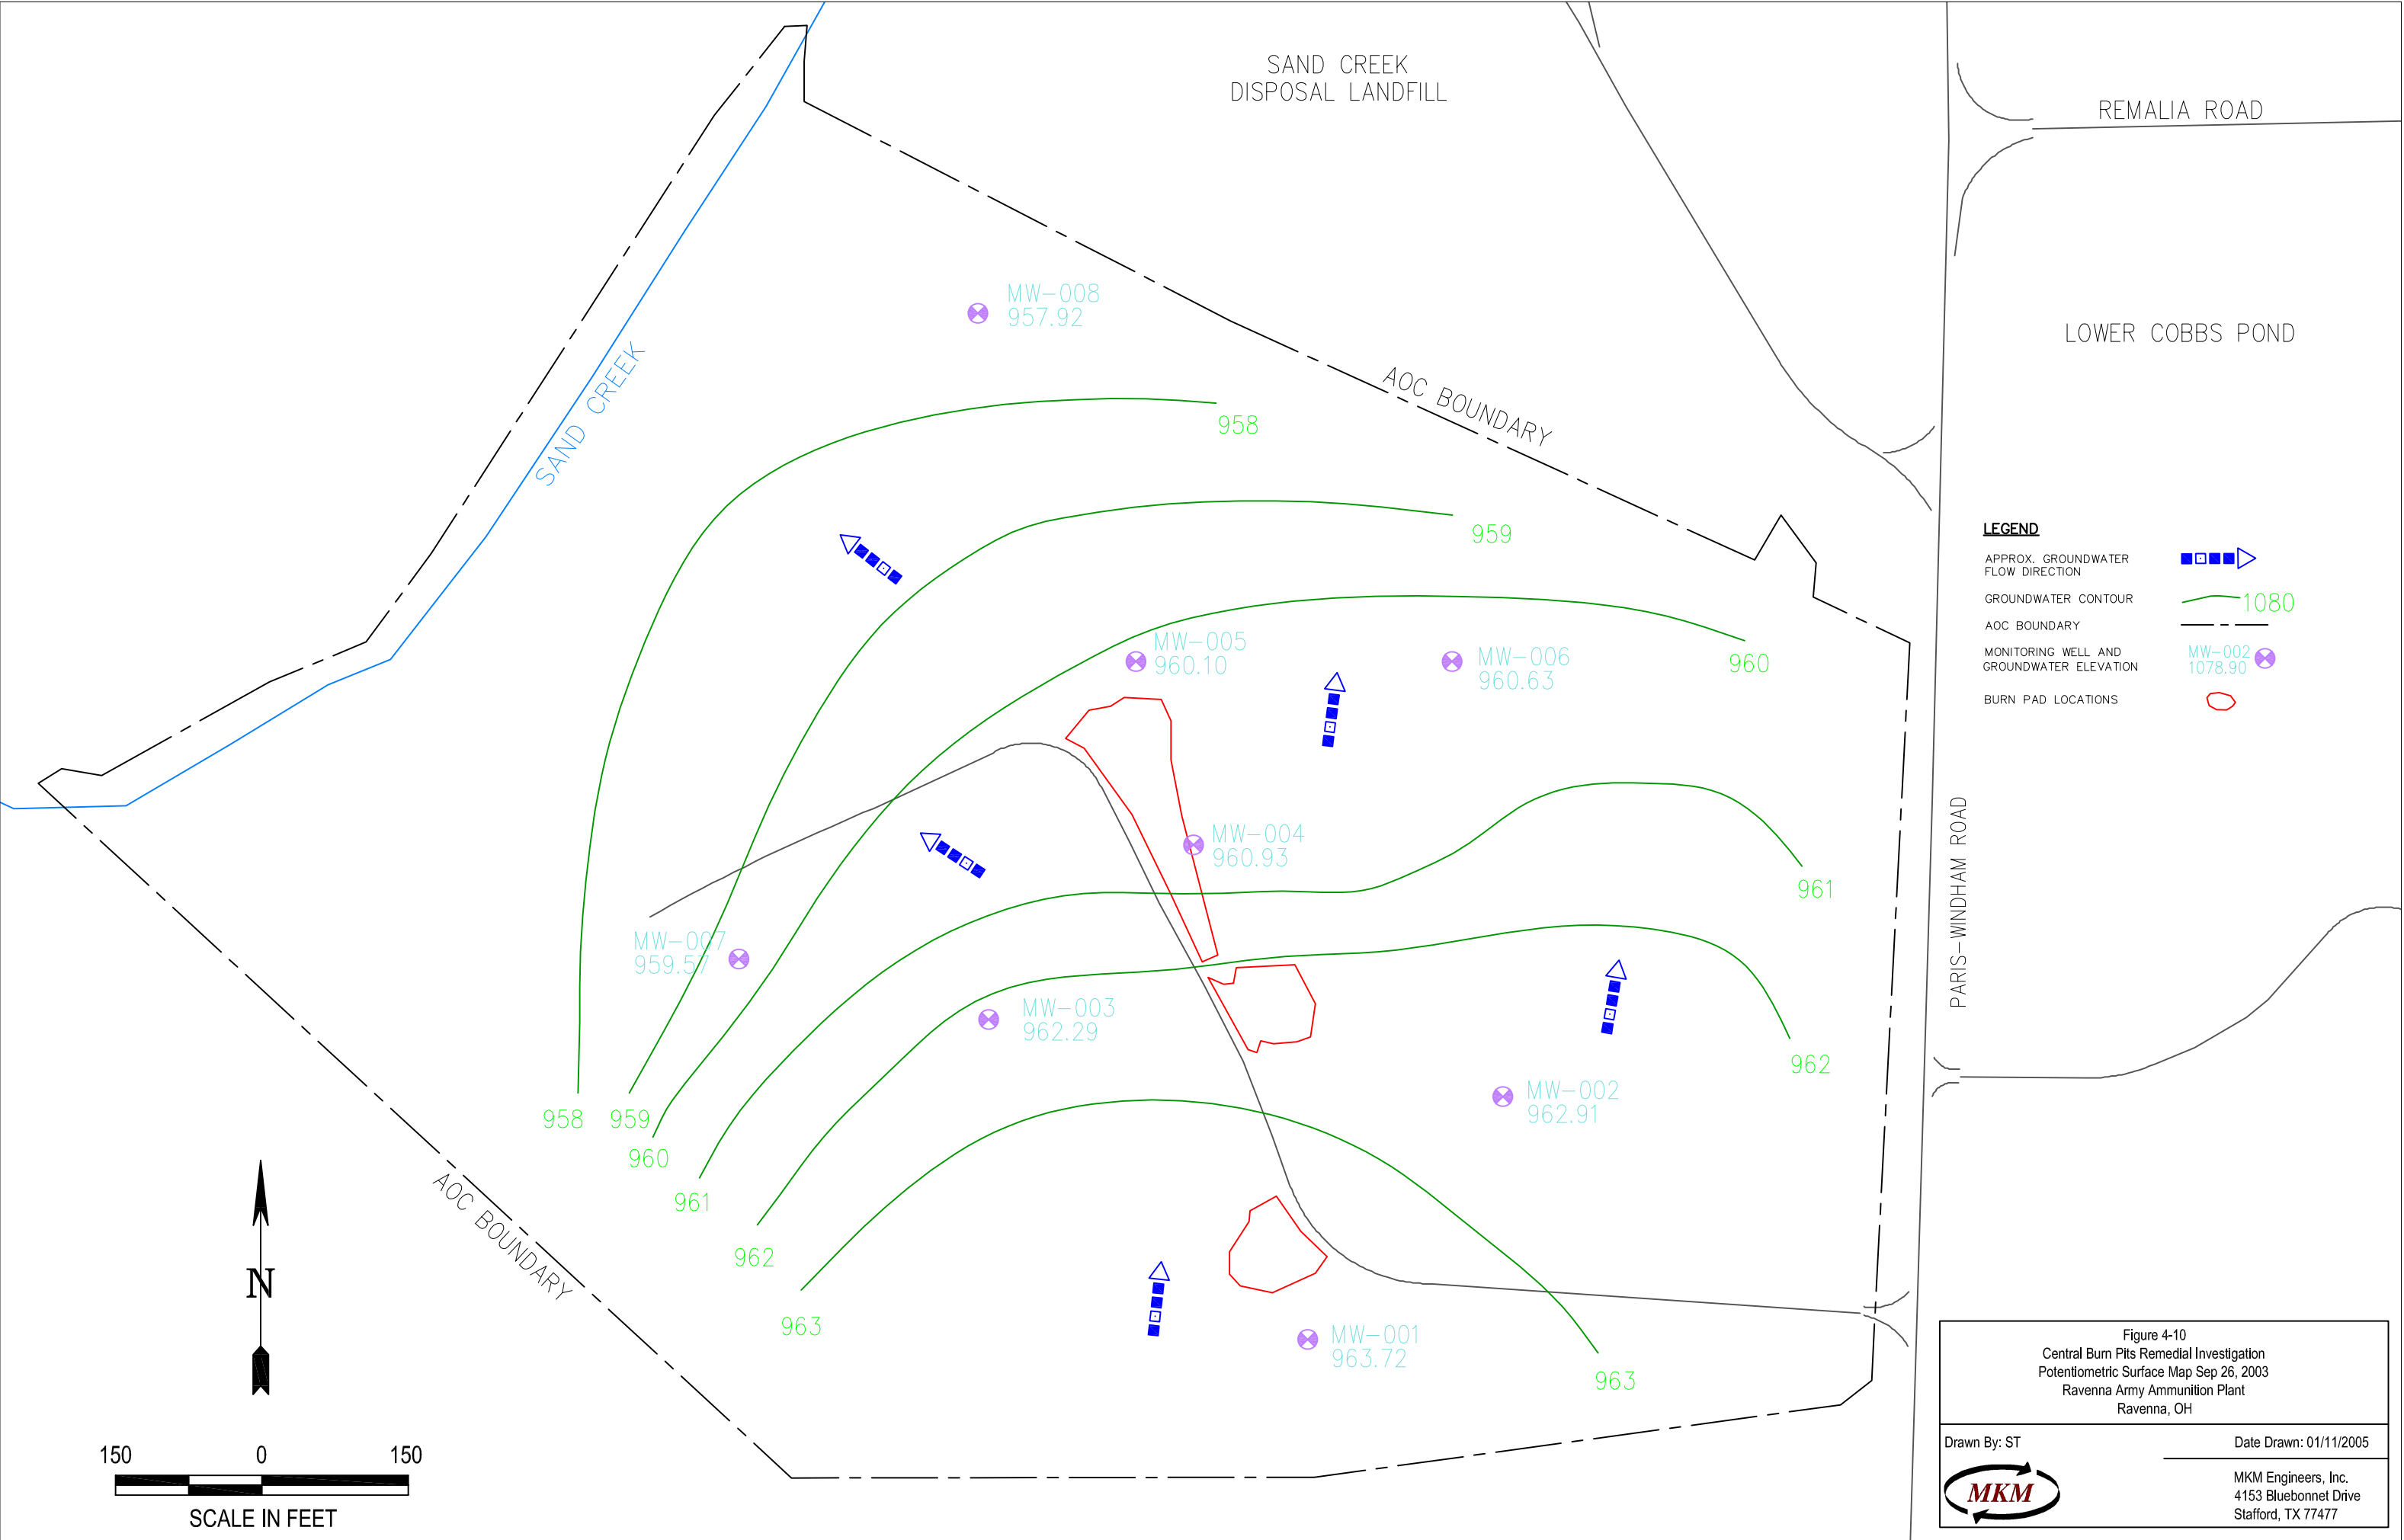 SAND CREEK
DISPOSAL LANDFILL
REMALIA ROAD
MW-008
957.92
LOWER COBBS POND
SAND CREEK
AOC BOUNDARY
958
959
LEGEND
APPROX. GROUNDWATER
FLOW DIRECTION
GROUNDWATER CONTOUR
1080
AOC BOUNDARY
MONITORING WELL AND
GROUNDWATER ELEVATION
MW-002
1078.90
BURN PAD LOCATIONS
MW-005
960.10
MW-006
960.63
960
MW-004
960.93
961
PARIS-WINDHAM ROAD
MW-007
959.57
MW-003
962.29
962
MW-002
962.91
958
959
960
961
962
963
AOC BOUNDARY
N
MW-001
963.72
963
150 0 150
SCALE IN FEET
Figure 4-10
Central Burn Pits Remedial Investigation
Potentiometric Surface Map Sep 26, 2003
Ravenna Army Ammunition Plant
Ravenna, OH
Drawn By: ST
Date Drawn: 01/11/2005
MKM
MKM Engineers, Inc.
4153 Bluebonnet Drive
Stafford, TX 77477